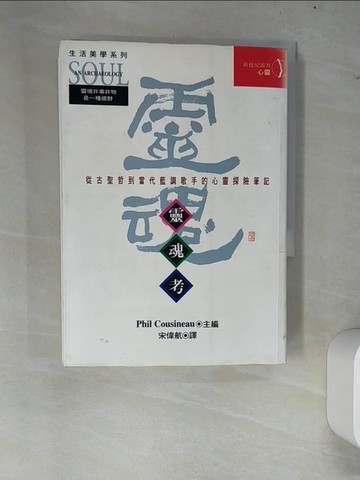 生活美學系列
SOUL
AN ARCHAEOLOGY
靈魂非事非物
是一種視野
心靈
靈魂
從古聖哲到當代藍調歌手的心靈探險筆記
靈
魂
考
Phil Cousineau◎主編
宋偉航◎譯